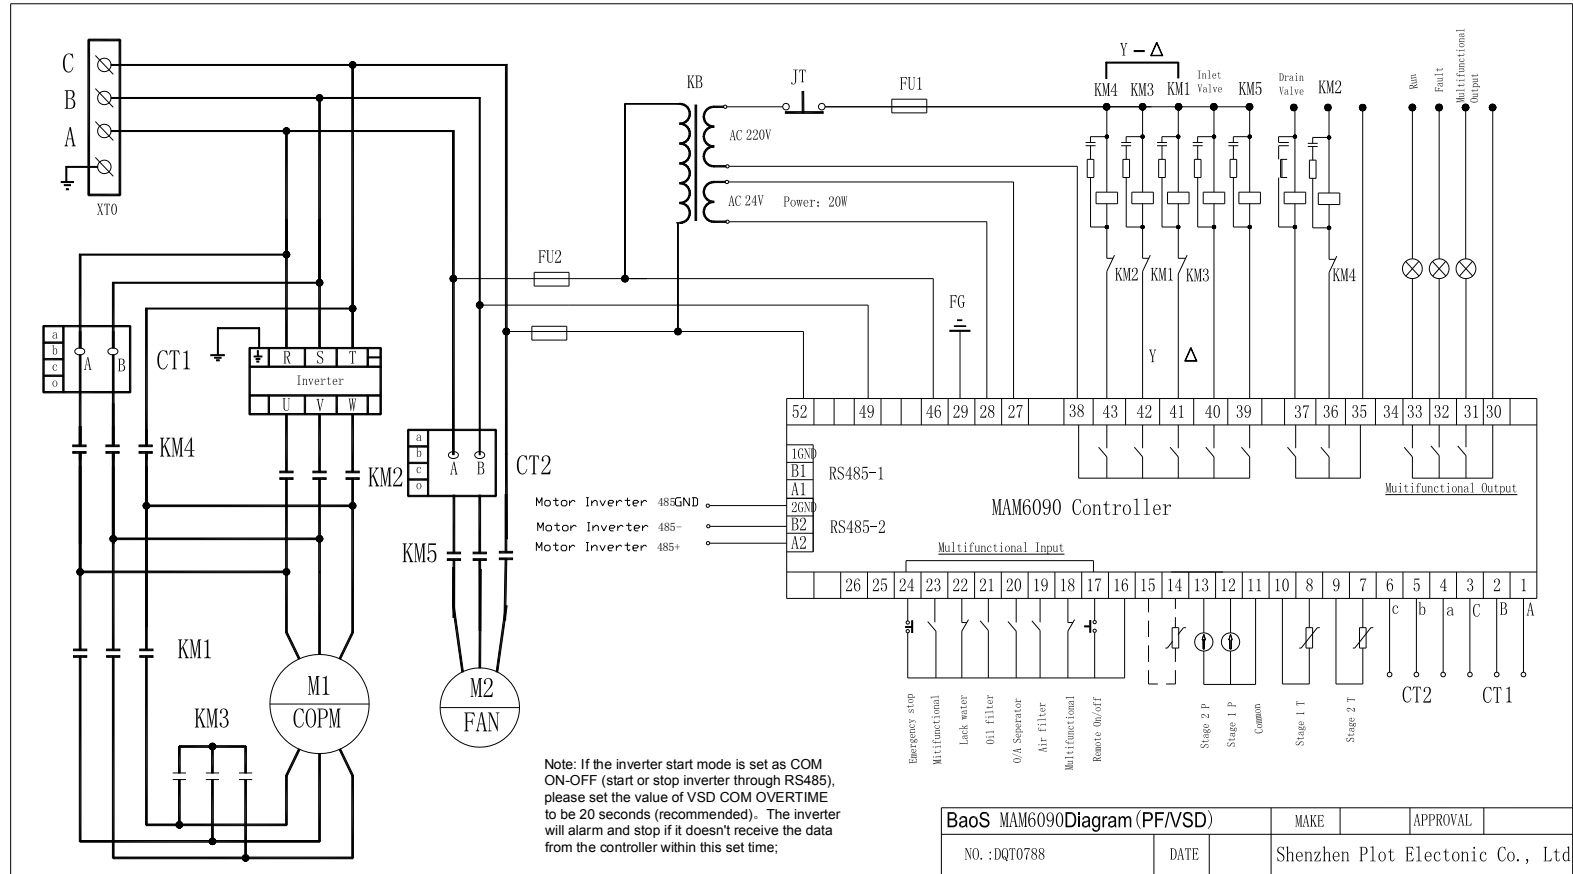 C
B
A
XT0
Y - Δ
KB
JT
FU1
AC 220V
AC 24V
Power: 20W
KM4
KM3
KM1
Inlet
Valve
KM5
Drain
Valve
KM2
Run
Fault
Multifunctional
Output
KM2
KM1
KM3
KM4
Y
Δ
FU2
FG
a
b
c
o
A
B
CT1
R
S
T
Inverter
U
V
W
KM4
KM2
a
b
c
o
A
B
CT2
KM5
KM1
KM3
M1
COPM
M2
FAN
52
49
46
29
28
27
38
43
42
41
40
39
37
36
35
34
33
32
31
30
1GND
B1
A1
2GND
B2
A2
RS485-1
RS485-2
MAM6090 Controller
Muitifunctional Output
Motor Inverter 485GND
Motor Inverter 485-
Motor Inverter 485+
Multifunctional Input
26
25
24
23
22
21
20
19
18
17
16
15
14
13
12
11
10
8
9
7
6
5
4
3
2
1
c
b
a
C
B
A
CT2
CT1
Emergency stop
Mitifunctional
Lack water
Oil filter
O/A Seperator
Air filter
Multifunctional
Remote On/off
Stage 2 P
Stage 1 P
Common
Stage 1 T
Stage 2 T
Note: If the inverter start mode is set as COM
ON-OFF (start or stop inverter through RS485),
please set the value of VSD COM OVERTIME
to be 20 seconds (recommended)。The inverter
will alarm and stop if it doesn't receive the data
from the controller within this set time;
BaoS MAM6090Diagram(PF/VSD)
MAKE
APPROVAL
NO.:DQT0788
DATE
Shenzhen Plot Electonic Co., Ltd